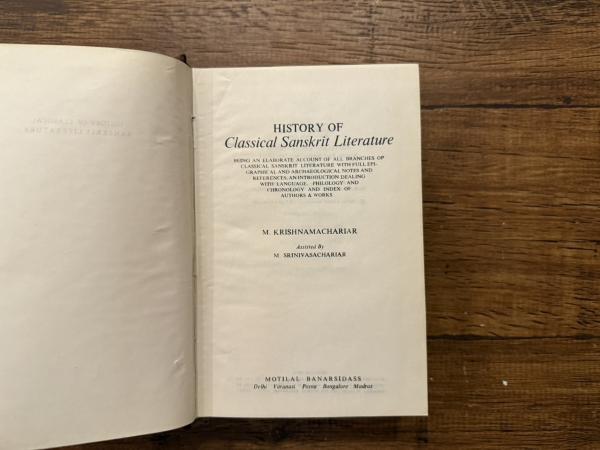 HISTORY OF
Classical Sanskrit Literature
BEING AN ELABORATE ACCOUNT OF ALL BRANCHES OF
CLASSICAL SANSKRIT LITERATURE WITH FULL EPI-
GRAPHICAL AND ARCHAEOLOGICAL NOTES AND
REFERENCES, AN INTRODUCTION DEALING
WITH LANGUAGE, PHILOLOGY AND
CHRONOLOGY AND INDEX OF
AUTHORS & WORKS
M. KRISHNAMACHARIAR
Assisted By
M. SRINIVASACHARIAR
MOTILAL BANARSIDASS
Delhi Varanasi Patna Bangalore Madras